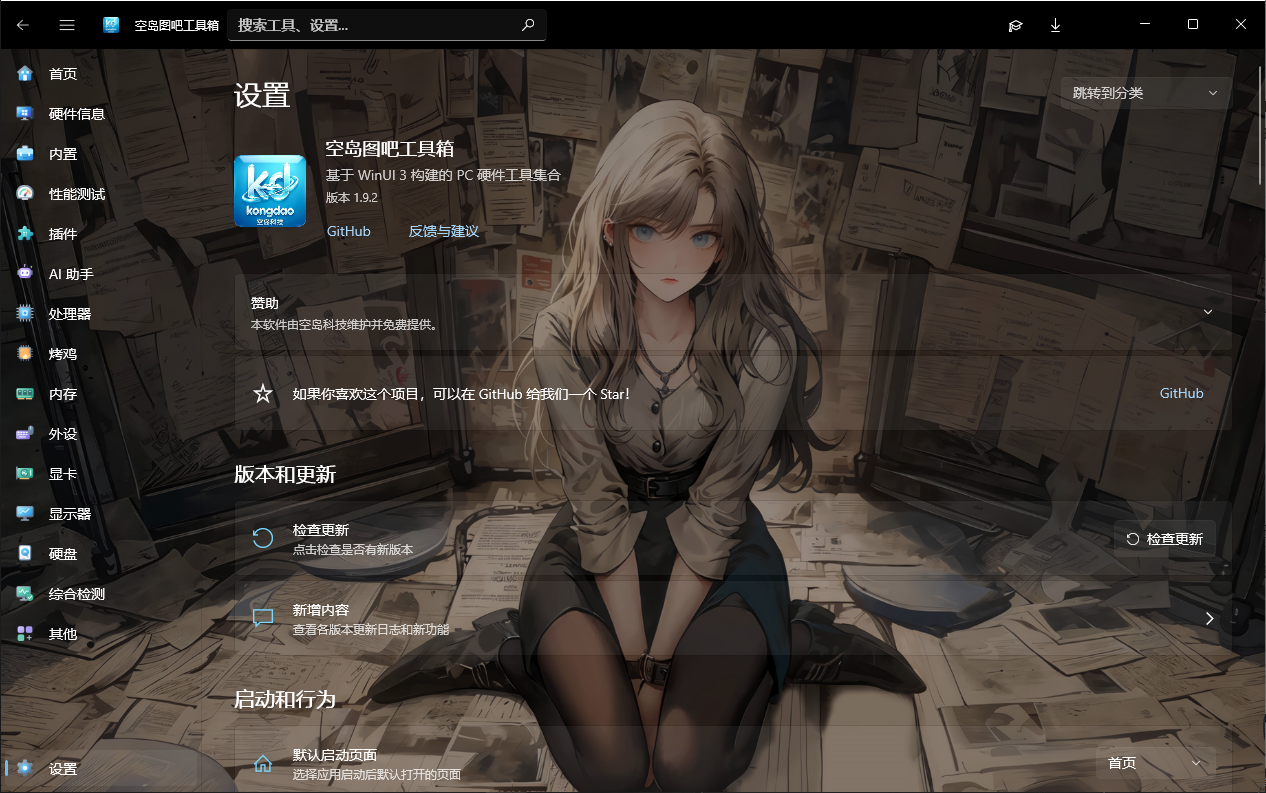 空岛图吧工具箱
搜索工具、设置...
首页
硬件信息
内置
性能测试
插件
AI 助手
处理器
烤鸡
内存
外设
显卡
显示器
硬盘
综合检测
其他
设置
设置
跳转到分类
kd
kongdao
空岛科技
空岛图吧工具箱
基于 WinUI 3 构建的 PC 硬件工具集合
版本 1.9.2
GitHub
反馈与建议
赞助
本软件由空岛科技维护并免费提供。
如果你喜欢这个项目，可以在 GitHub 给我们一个 Star！
GitHub
版本和更新
检查更新
点击检查是否有新版本
检查更新
新增内容
查看各版本更新日志和新功能
启动和行为
默认启动页面
选择应用启动后默认打开的页面
首页